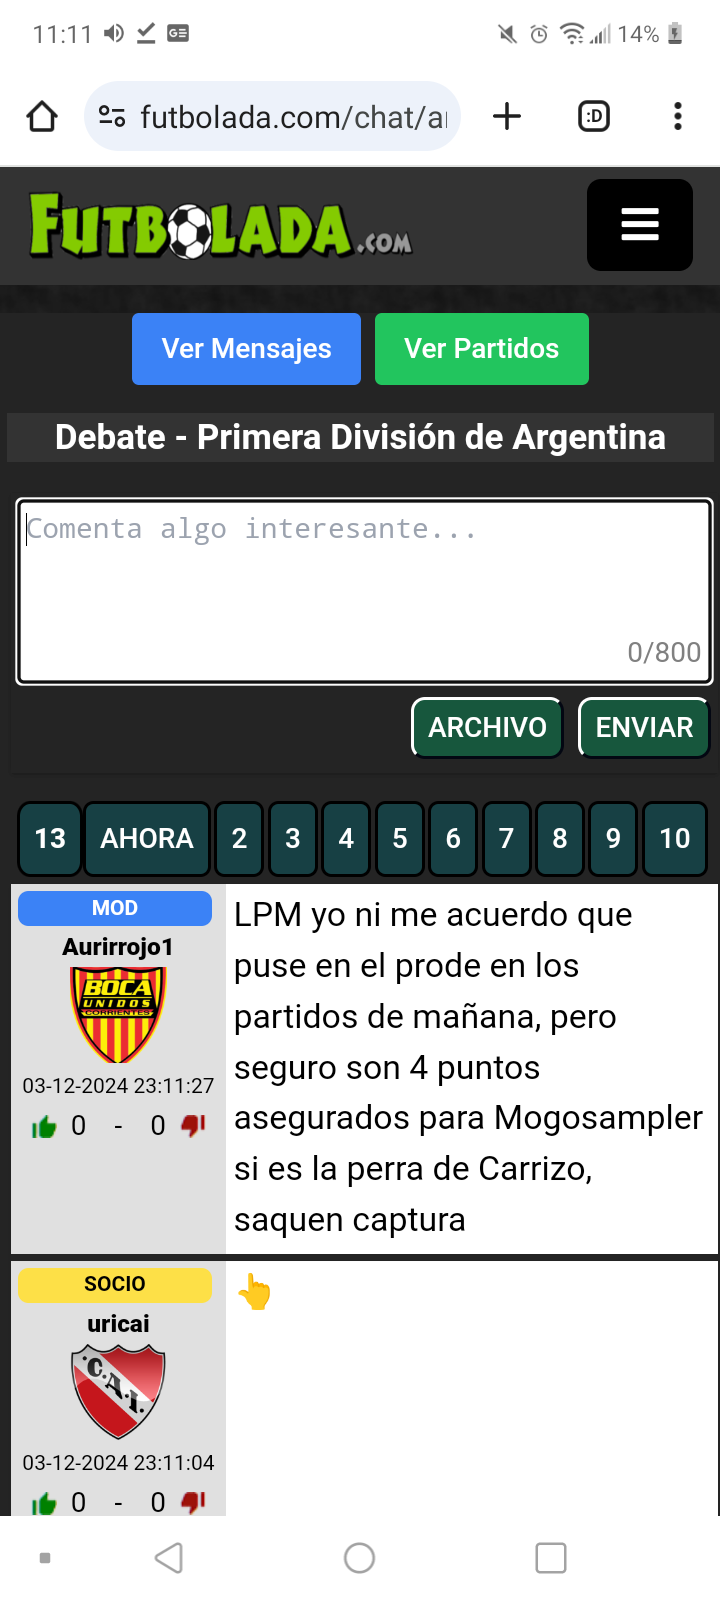 11:11
GE
14%
futbolada.com/chat/a
:D
FUTBOLADA.COM
Ver Mensajes
Ver Partidos
Debate - Primera División de Argentina
Comenta algo interesante...
0/800
ARCHIVO
ENVIAR
13 AHORA 2 3 4 5 6 7 8 9 10
MOD
Aurirrojo1
BOCA
UNIDOS
CORRIENTES
03-12-2024 23:11:27
0 - 0
LPM yo ni me acuerdo que
puse en el prode en los
partidos de mañana, pero
seguro son 4 puntos
asegurados para Mogosampler
si es la perra de Carrizo,
saquen captura
SOCIO
uricai
C.A.I.
03-12-2024 23:11:04
0 - 0